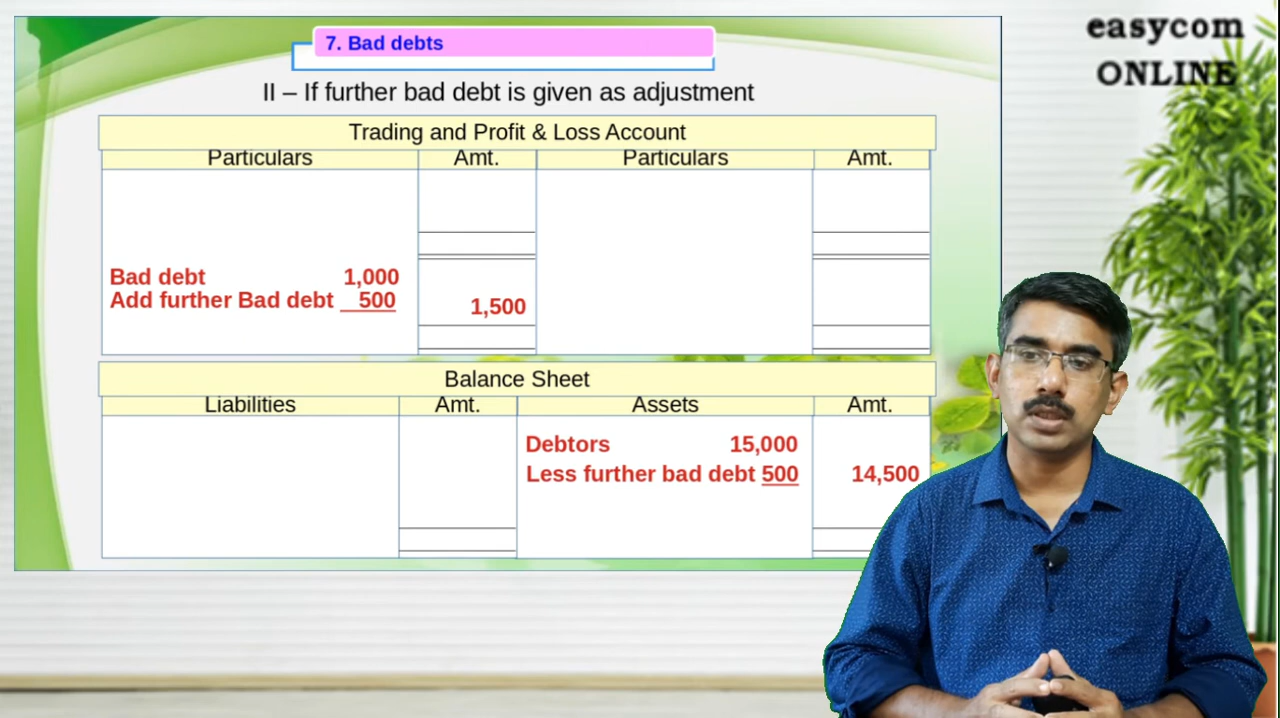 easycom
ONLINE
7. Bad debts
II – If further bad debt is given as adjustment
Trading and Profit & Loss Account
Particulars Amt. Particulars Amt.
Bad debt 1,000
Add further Bad debt 500 1,500
Balance Sheet
Liabilities Amt. Assets Amt.
Debtors 15,000
Less further bad debt 500 14,500